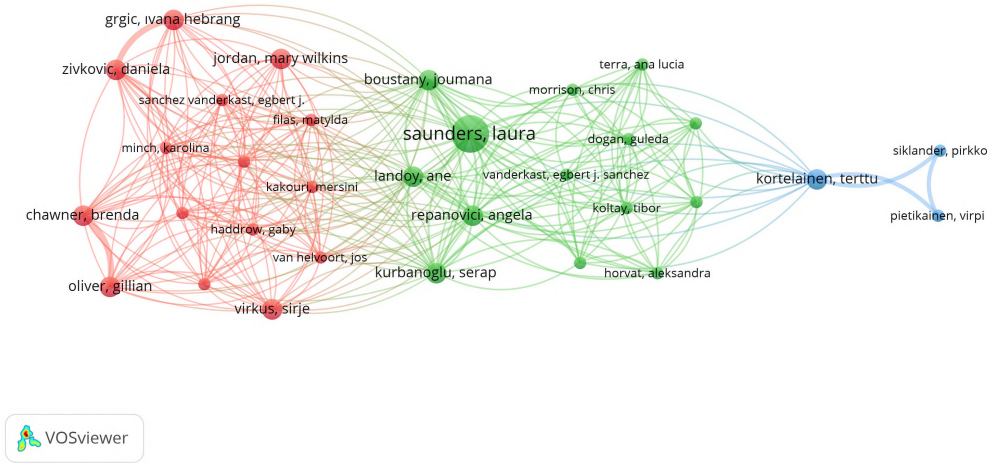 grgic, ivana hebrang
zivkovic, daniela
jordan, mary wilkins
sanchez vanderkast, egbert j.
filas, matylda
minch, karolina
kakouri, mersini
chawner, brenda
haddrow, gaby
van helvoort, jos
oliver, gillian
virkus, sirje
boustany, joumana
saunders, laura
landoy, ane
repanovici, angela
kurbanoglu, serap
terra, ana lucia
morrison, chris
dogan, guleda
vanderkast, egbert j. sanchez
koltay, tibor
horvat, aleksandra
kortelainen, terttu
siklander, pirkko
pietikainen, virpi
VOSviewer